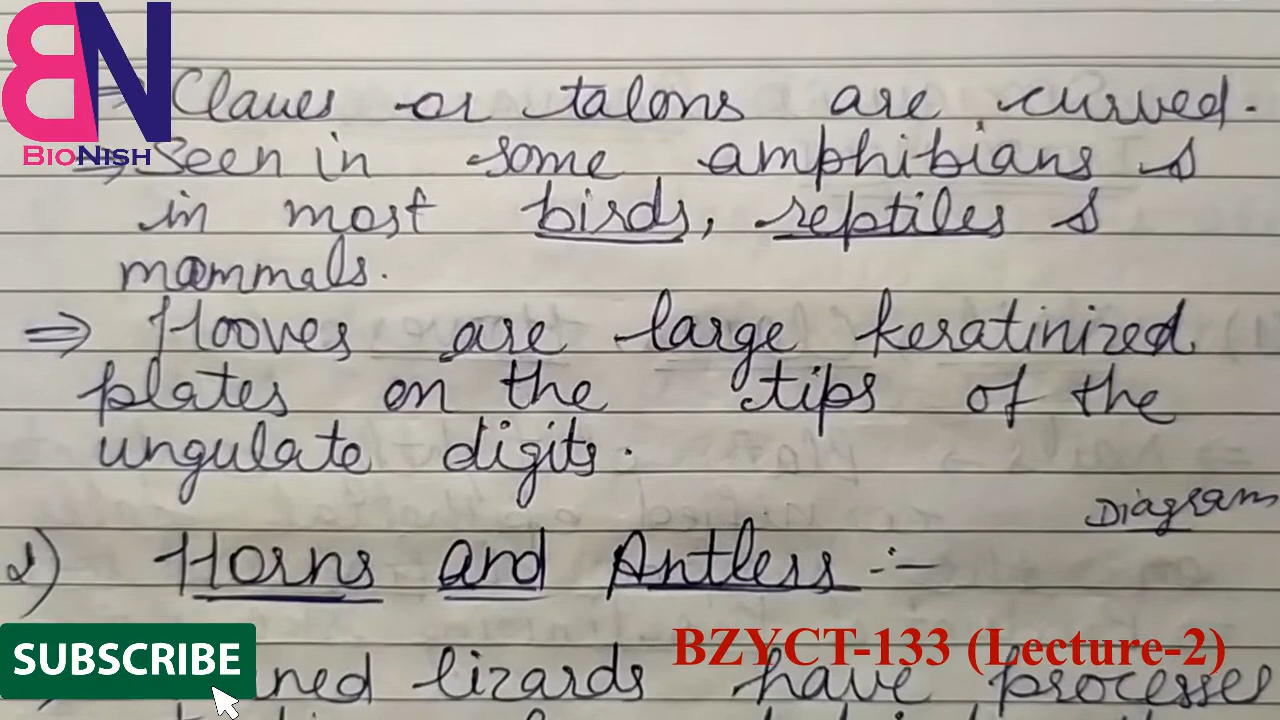 BN
BIONISH
⇒ Claws or talons are curved.
⇒ Seen in some amphibians &
in most birds, reptiles &
mammals.
⇒ Hooves are large keratinized
plates on the tips of the
ungulate digits.
Diagram
2) Horns and Antlers :-
BZYCT-133 (Lecture-2)
SUBSCRIBE
ned lizards have processes